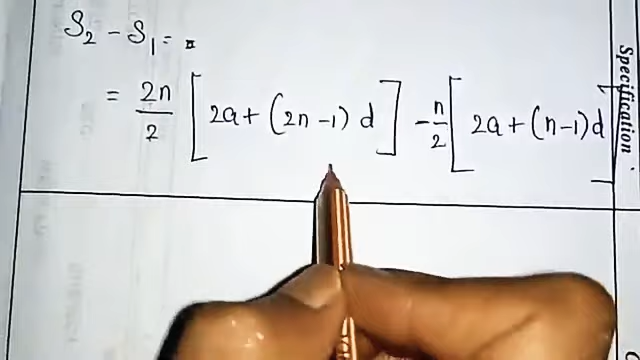 S₂ - S₁ =
= 2n/2 [2a + (2n - 1) d] - n/2 [2a + (n - 1) d]
Specification